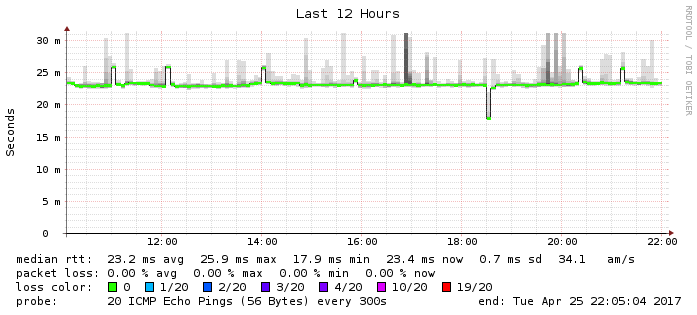 Last 12 Hours
RRDTOOL / TOBI OETIKER
Seconds
30 m
25 m
20 m
15 m
10 m
5 m
0
12:00 14:00 16:00 18:00 20:00 22:00
median rtt: 23.2 ms avg 25.9 ms max 17.9 ms min 23.4 ms now 0.7 ms sd 34.1 am/s
packet loss: 0.00 % avg 0.00 % max 0.00 % min 0.00 % now
loss color: 0 1/20 2/20 3/20 4/20 10/20 19/20
probe: 20 ICMP Echo Pings (56 Bytes) every 300s end: Tue Apr 25 22:05:04 2017